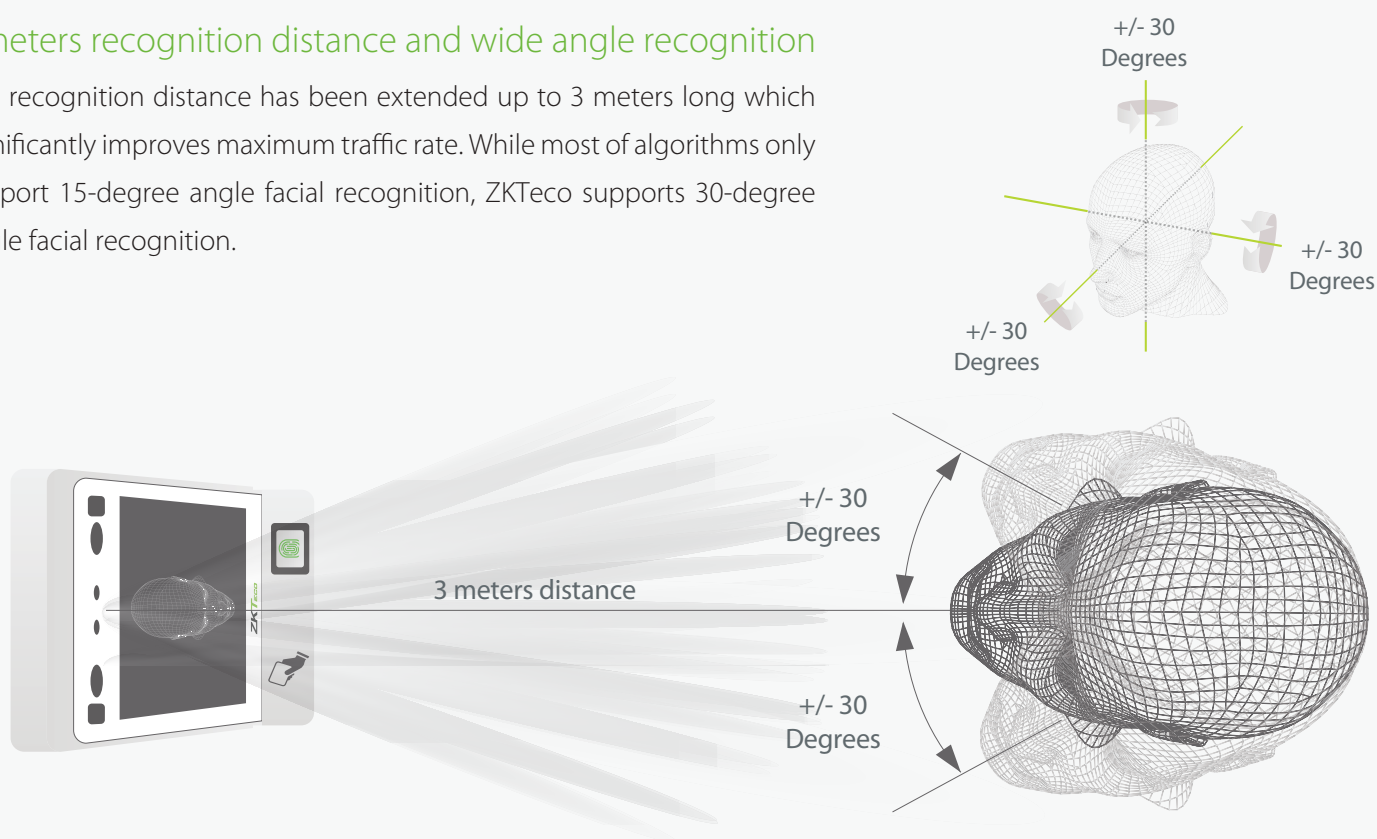 meters recognition distance and wide angle recognition
recognition distance has been extended up to 3 meters long which
nificantly improves maximum traffic rate. While most of algorithms only
port 15-degree angle facial recognition, ZKTeco supports 30-degree
le facial recognition.
+/- 30
Degrees
+/- 30
Degrees
+/- 30
Degrees
+/- 30
Degrees
3 meters distance
ZKTeco
+/- 30
Degrees